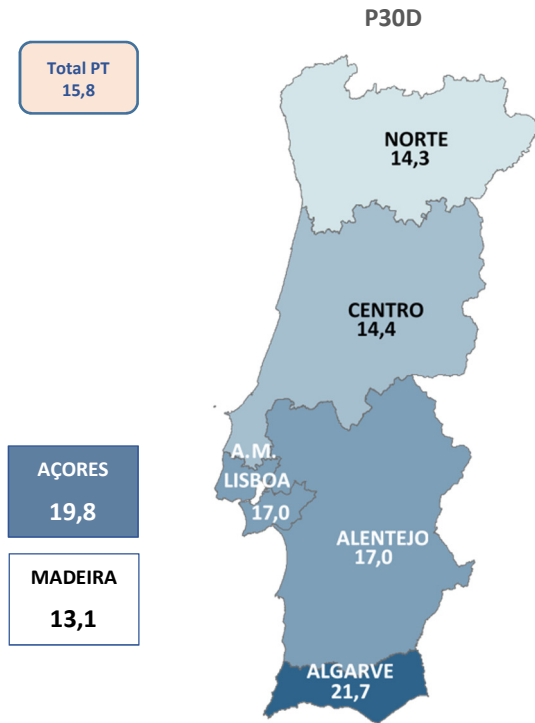 P30D
Total PT
15,8
NORTE
14,3
CENTRO
14,4
A.M.
LISBOA
17,0
AÇORES
19,8
ALENTEJO
17,0
MADEIRA
13,1
ALGARVE
21,7